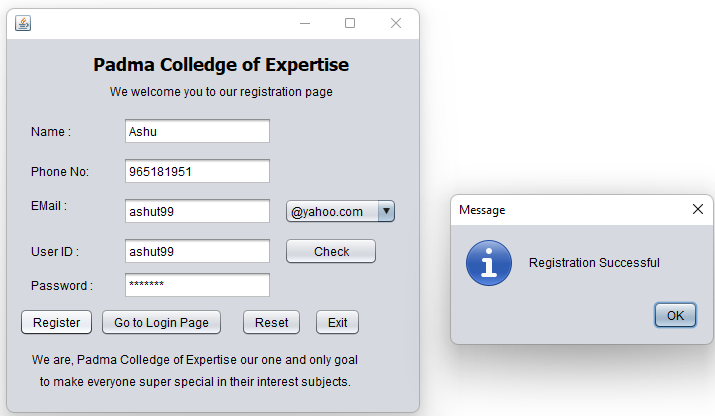 Padma Colledge of Expertise
We welcome you to our registration page
Name : Ashu
Phone No: 965181951
EMail : ashut99 @yahoo.com
User ID : ashut99 Check
Password : *******
Register Go to Login Page Reset Exit
We are, Padma Colledge of Expertise our one and only goal
to make everyone super special in their interest subjects.
Message
Registration Successful
OK